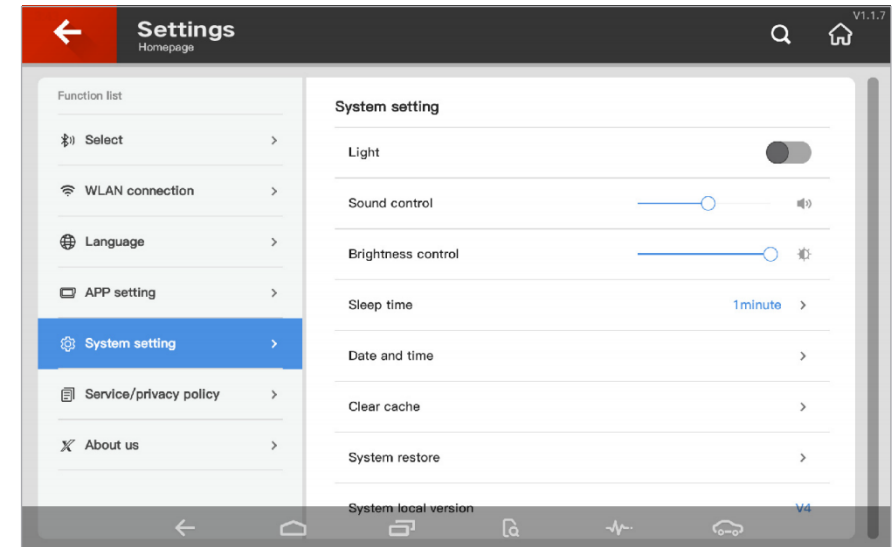 Settings
Homepage
V1.1.7
Function list
Select
WLAN connection
Language
APP setting
System setting
Service/privacy policy
About us
System setting
Light
Sound control
Brightness control
Sleep time 1minute
Date and time
Clear cache
System restore
System local version V4